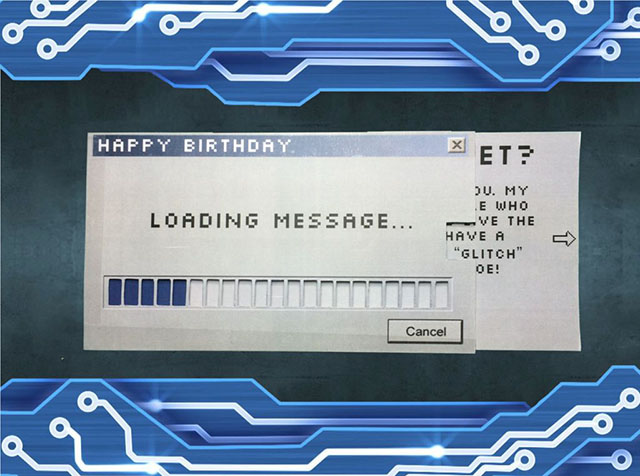 HAPPY BIRTHDAY
LOADING MESSAGE...
Cancel
ET?
OU. MY
E WHO
VE THE
HAVE A
"GLITCH"
OE!